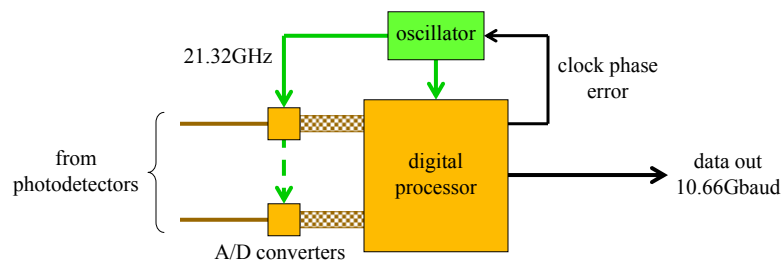 oscillator
21.32GHz
clock phase
error
from
photodetectors
digital
processor
data out
10.66Gbaud
A/D converters